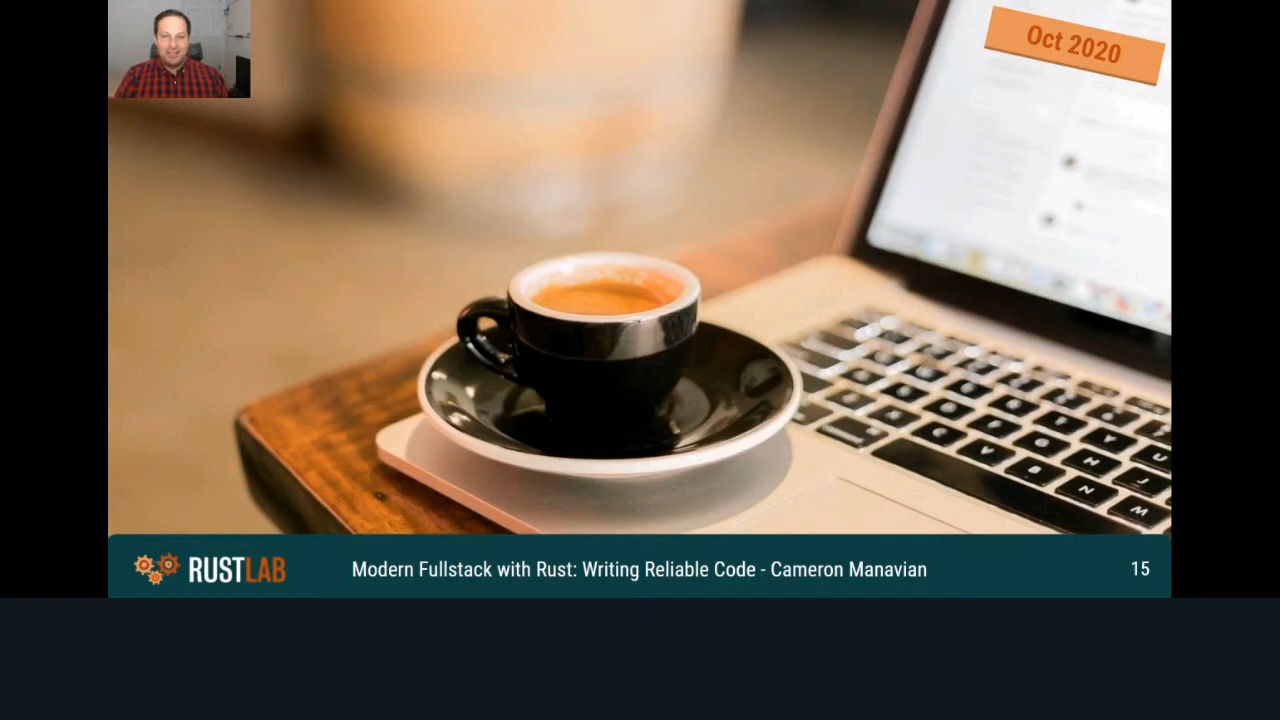 Oct 2020
RUSTLAB
Modern Fullstack with Rust: Writing Reliable Code - Cameron Manavian
15